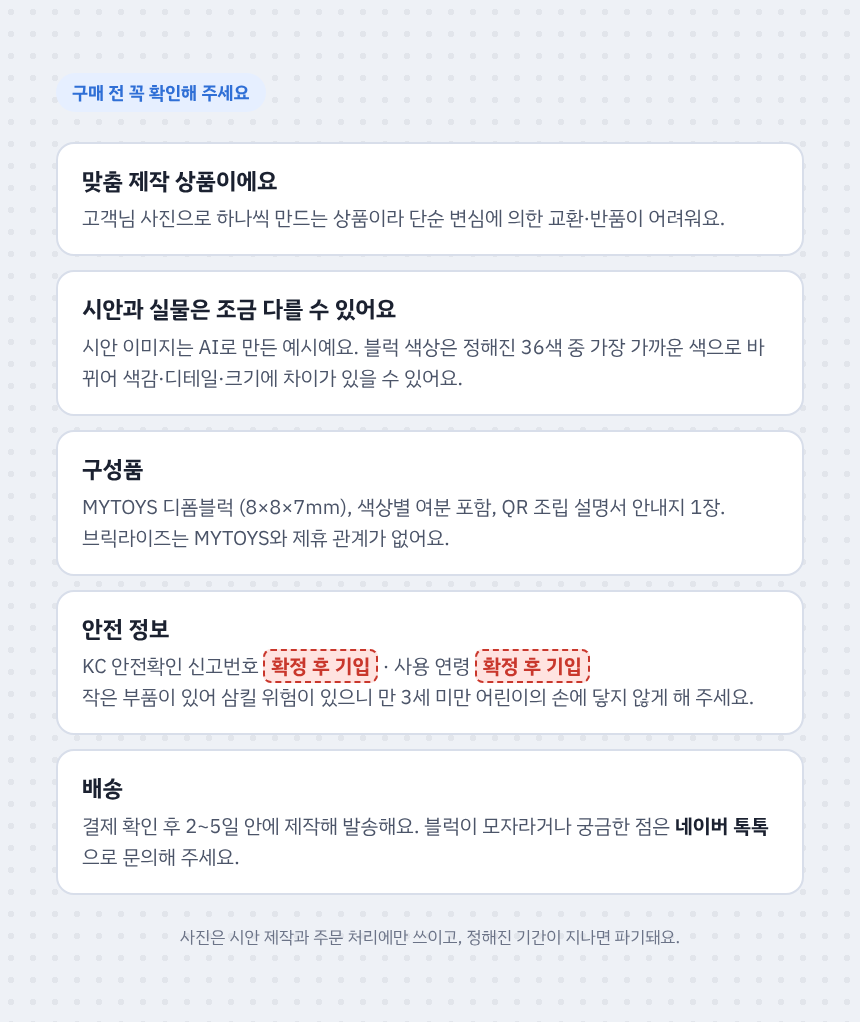 구매 전 꼭 확인해 주세요
맞춤 제작 상품이에요
고객님 사진으로 하나씩 만드는 상품이라 단순 변심에 의한 교환·반품이 어려워요.
시안과 실물은 조금 다를 수 있어요
시안 이미지는 AI로 만든 예시예요. 블럭 색상은 정해진 36색 중 가장 가까운 색으로 바
뀌어 색감·디테일·크기에 차이가 있을 수 있어요.
구성품
MYTOYS 디폼블럭 (8×8×7mm), 색상별 여분 포함, QR 조립 설명서 안내지 1장.
브릭라이즈는 MYTOYS와 제휴 관계가 없어요.
안전 정보
KC 안전확인 신고번호 확정 후 기입 · 사용 연령 확정 후 기입
작은 부품이 있어 삼킬 위험이 있으니 만 3세 미만 어린이의 손에 닿지 않게 해 주세요.
배송
결제 확인 후 2~5일 안에 제작해 발송해요. 블럭이 모자라거나 궁금한 점은 네이버 톡톡
으로 문의해 주세요.
사진은 시안 제작과 주문 처리에만 쓰이고, 정해진 기간이 지나면 파기돼요.